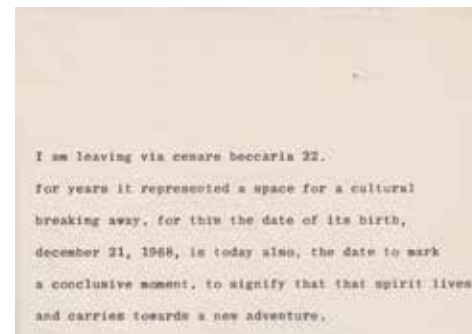 I am leaving via cesare beccaria 22.
for years it represented a space for a cultural
breaking away. for this the date of its birth,
december 21, 1968, is today also, the date to mark
a conclusive moment, to signify that that spirit lives
and carries towards a new adventure.